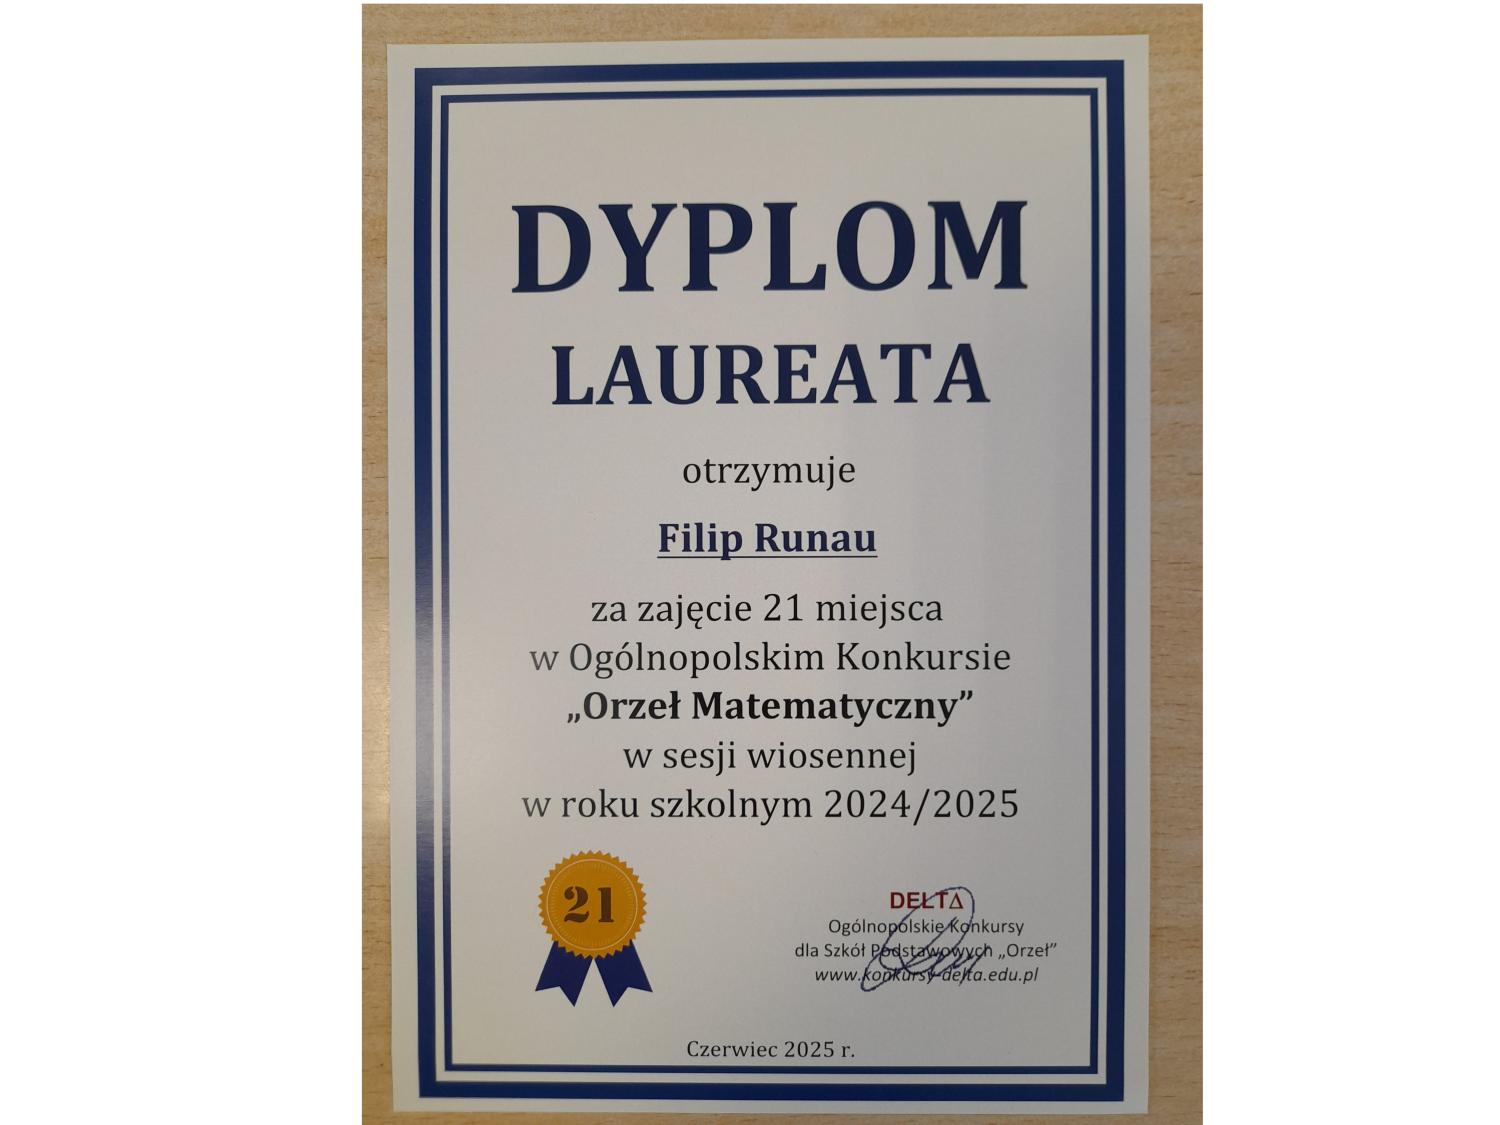 DYPLOM
LAUREATA
otrzymuje
Filip Runau
za zajęcie 21 miejsca
w Ogólnopolskim Konkursie
„Orzeł Matematyczny”
w sesji wiosennej
w roku szkolnym 2024/2025
21
DELTA
Ogólnopolskie Konkursy
dla Szkół Podstawowych „Orzeł”
www.konkursy-delta.edu.pl
Czerwiec 2025 r.